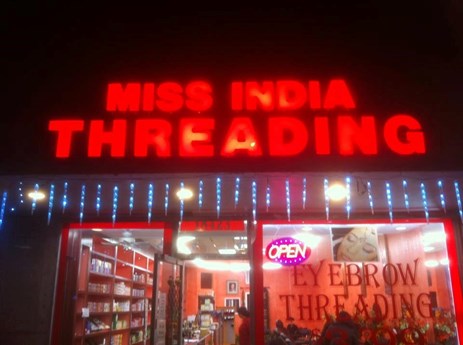 MISS INDIA
THREADING
OPEN
EYEBROW
THREADING